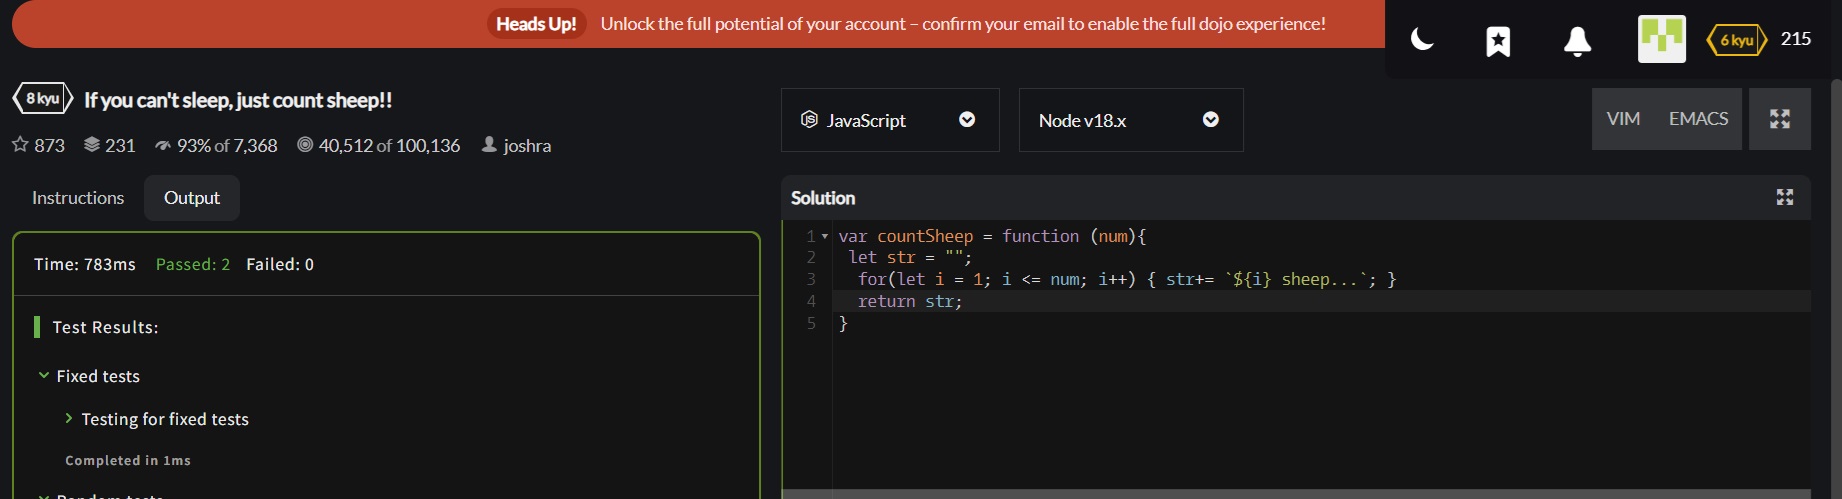 Heads Up! Unlock the full potential of your account – confirm your email to enable the full dojo experience!
6 kyu 215
8 kyu If you can't sleep, just count sheep!!
873 231 93% of 7,368 40,512 of 100,136 joshra
JavaScript
Node v18.x
VIM EMACS
Instructions Output
Time: 783ms Passed: 2 Failed: 0
Test Results:
Fixed tests
Testing for fixed tests
Completed in 1ms
Random tests
Solution
1 var countSheep = function (num){
2 let str = "";
3 for(let i = 1; i <= num; i++) { str+= `${i} sheep...`; }
4 return str;
5 }